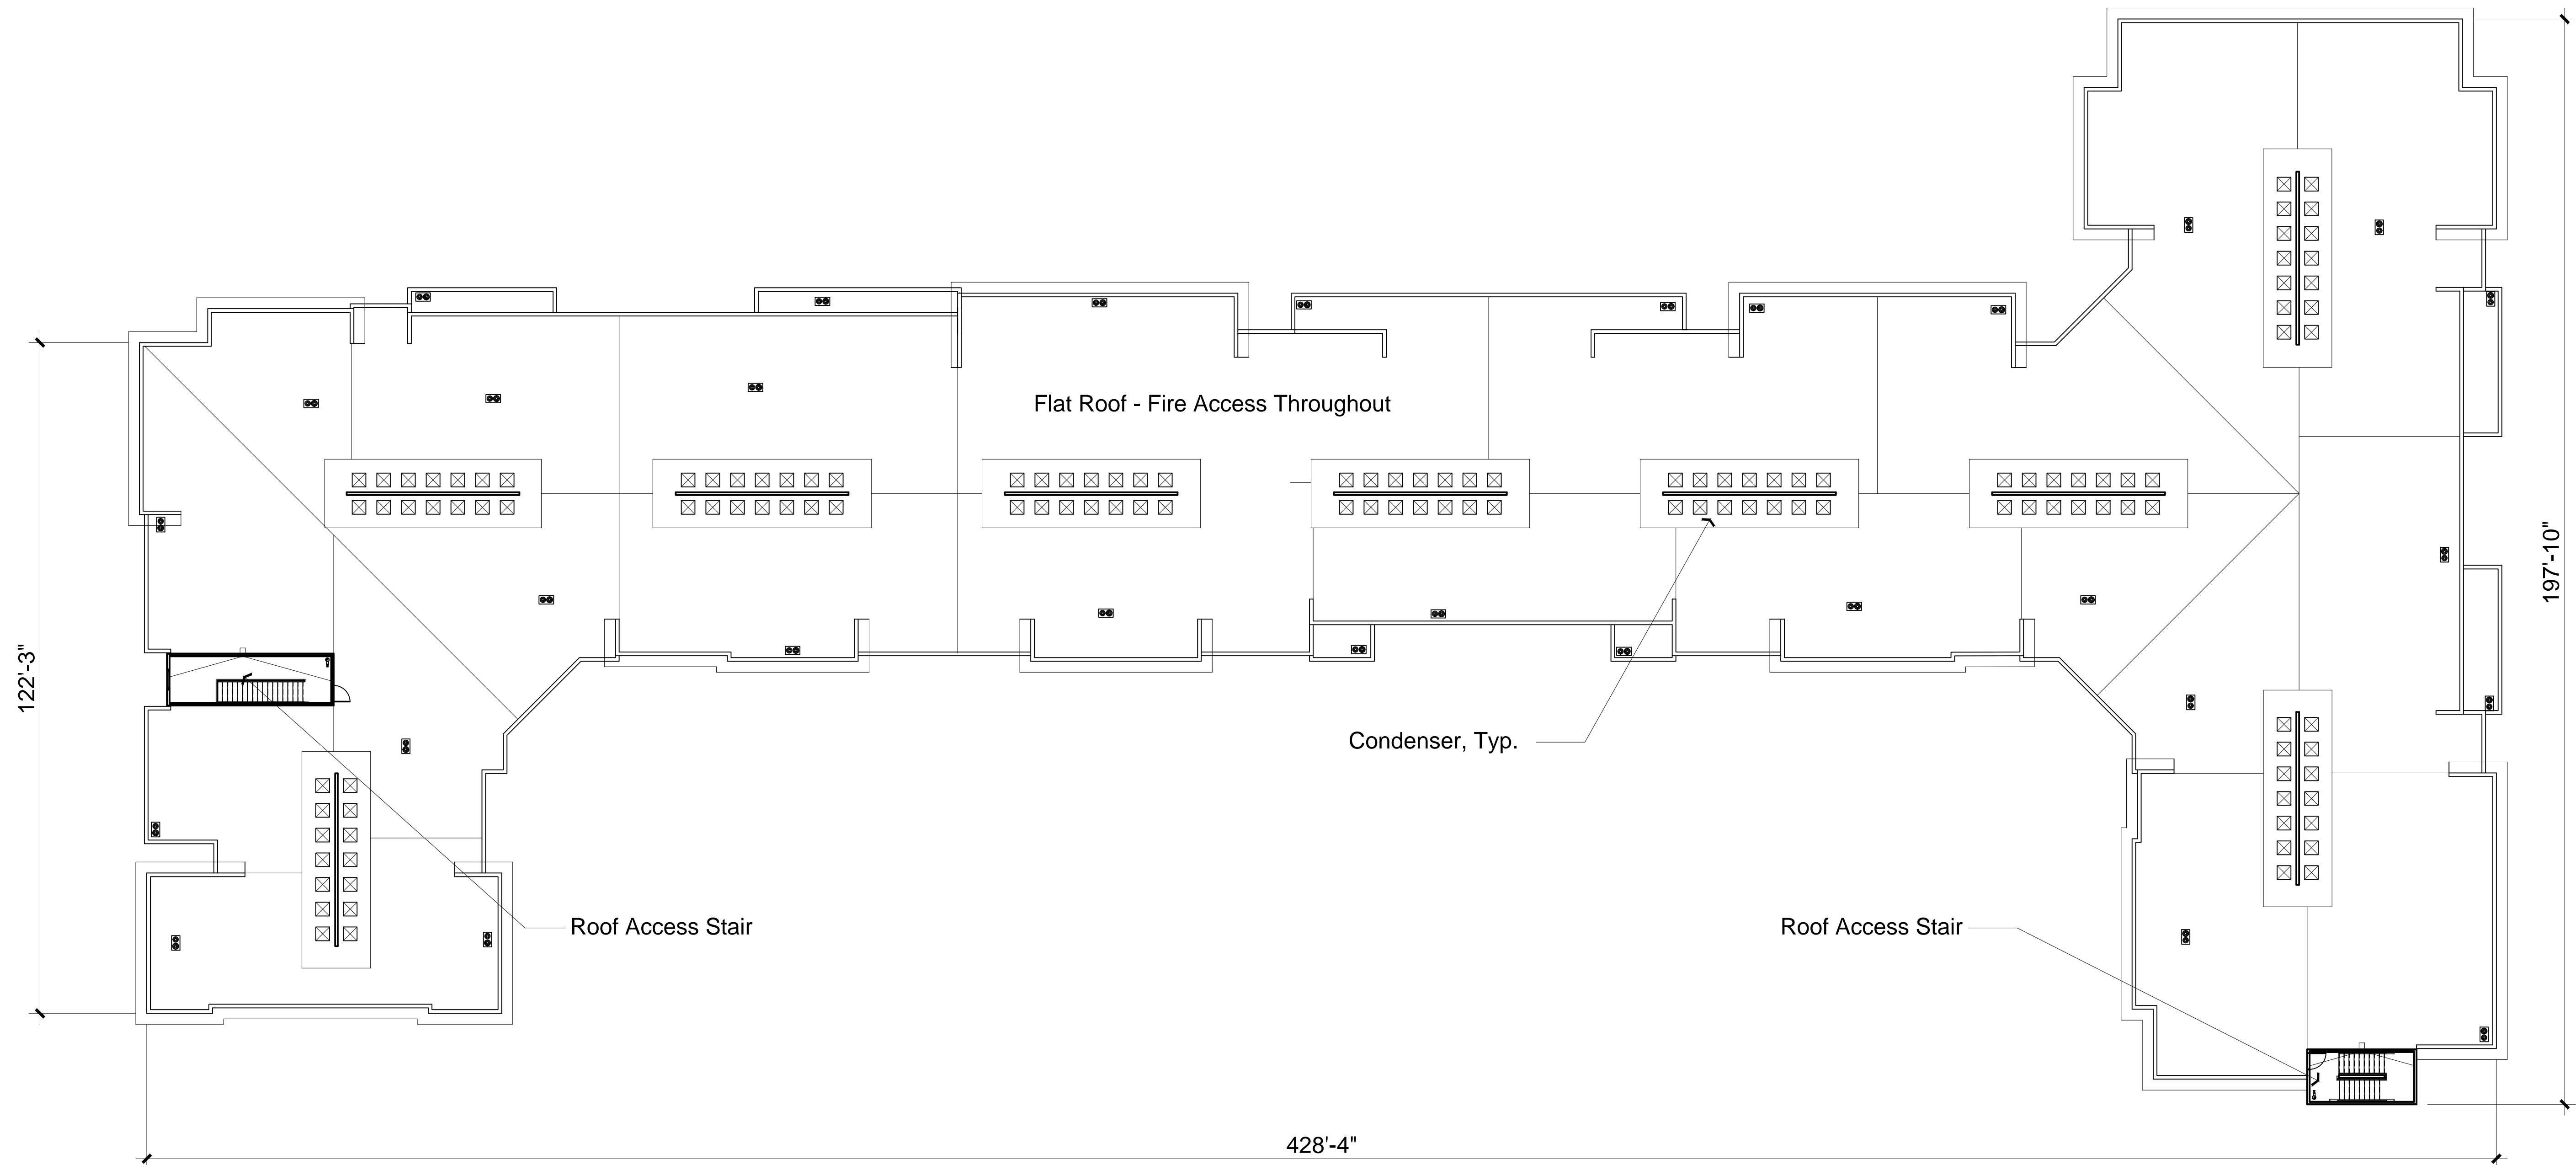 Flat Roof - Fire Access Throughout
197'-10"
122'-3"
Condenser, Typ.
Roof Access Stair
Roof Access Stair
428'-4"